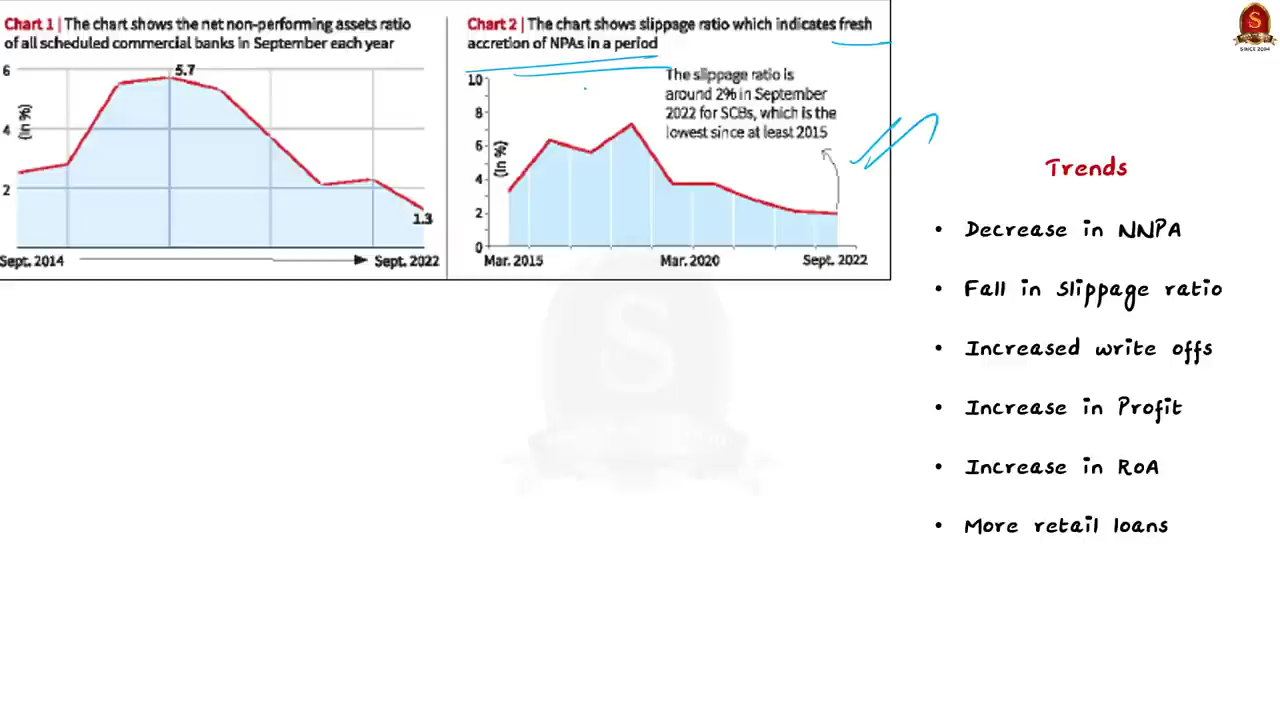 Chart 1 | The chart shows the net non-performing assets ratio
of all scheduled commercial banks in September each year
6
5.7
4
(In %)
2
1.3
Sept. 2014
Sept. 2022
Chart 2 | The chart shows slippage ratio which indicates fresh
accretion of NPAs in a period
10
The slippage ratio is
around 2% in September
2022 for SCBs, which is the
lowest since at least 2015
8
6
(In %)
4
2
0
Mar. 2015
Mar. 2020
Sept. 2022
S
SINCE 2004
Trends
• Decrease in NNPA
• Fall in slippage ratio
• Increased write offs
• Increase in Profit
• Increase in RoA
• More retail loans